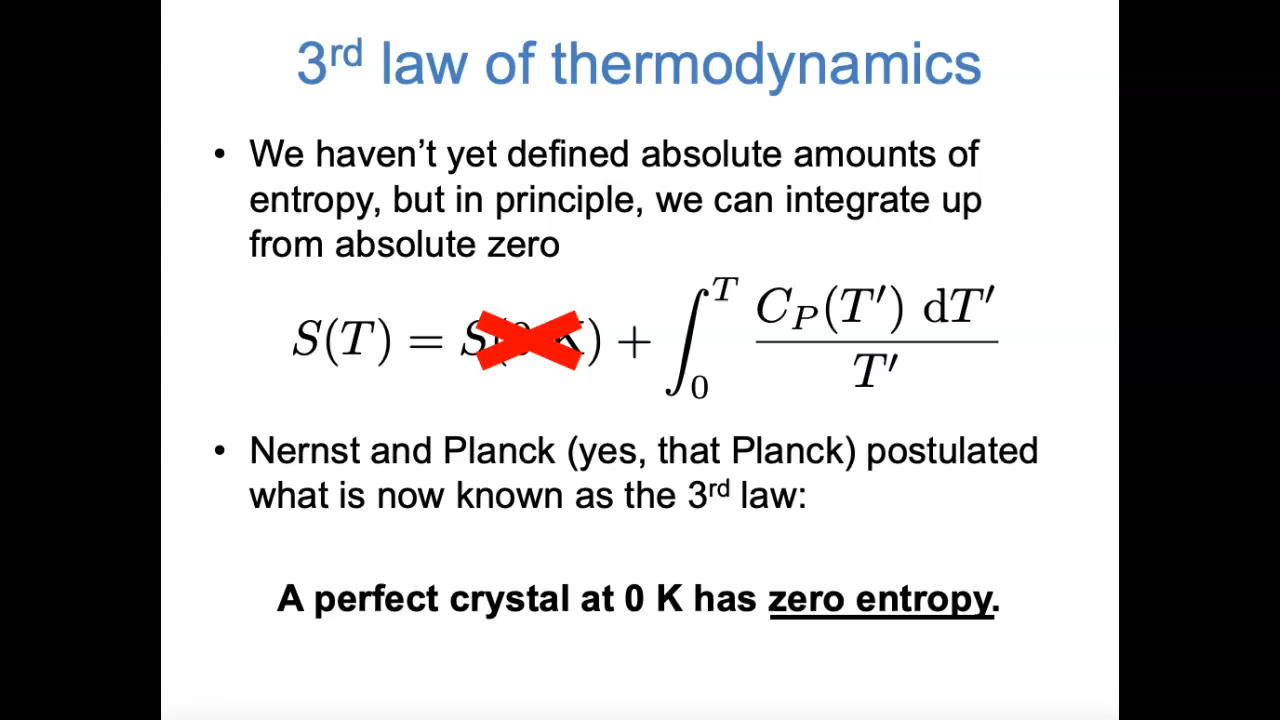 3rd law of thermodynamics
• We haven't yet defined absolute amounts of
entropy, but in principle, we can integrate up
from absolute zero
S(T) = S(0 K) + ∫₀ᵀ C_P(T′) dT′ / T′
• Nernst and Planck (yes, that Planck) postulated
what is now known as the 3rd law:
A perfect crystal at 0 K has zero entropy.